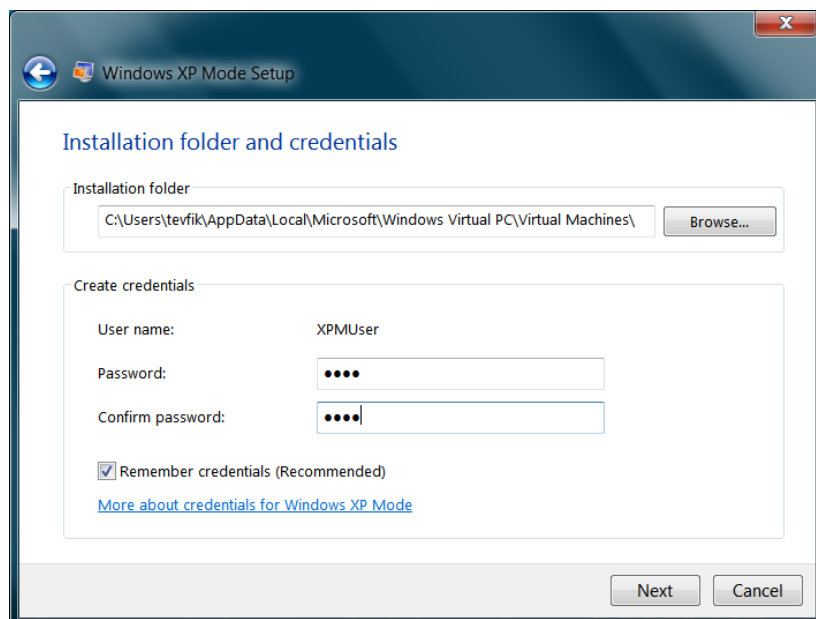 Windows XP Mode Setup
Installation folder and credentials
Installation folder
C:\Users\tevfik\AppData\Local\Microsoft\Windows Virtual PC\Virtual Machines\
Browse...
Create credentials
User name: XPMUser
Password: ●●●●
Confirm password: ●●●●
Remember credentials (Recommended)
More about credentials for Windows XP Mode
Next Cancel